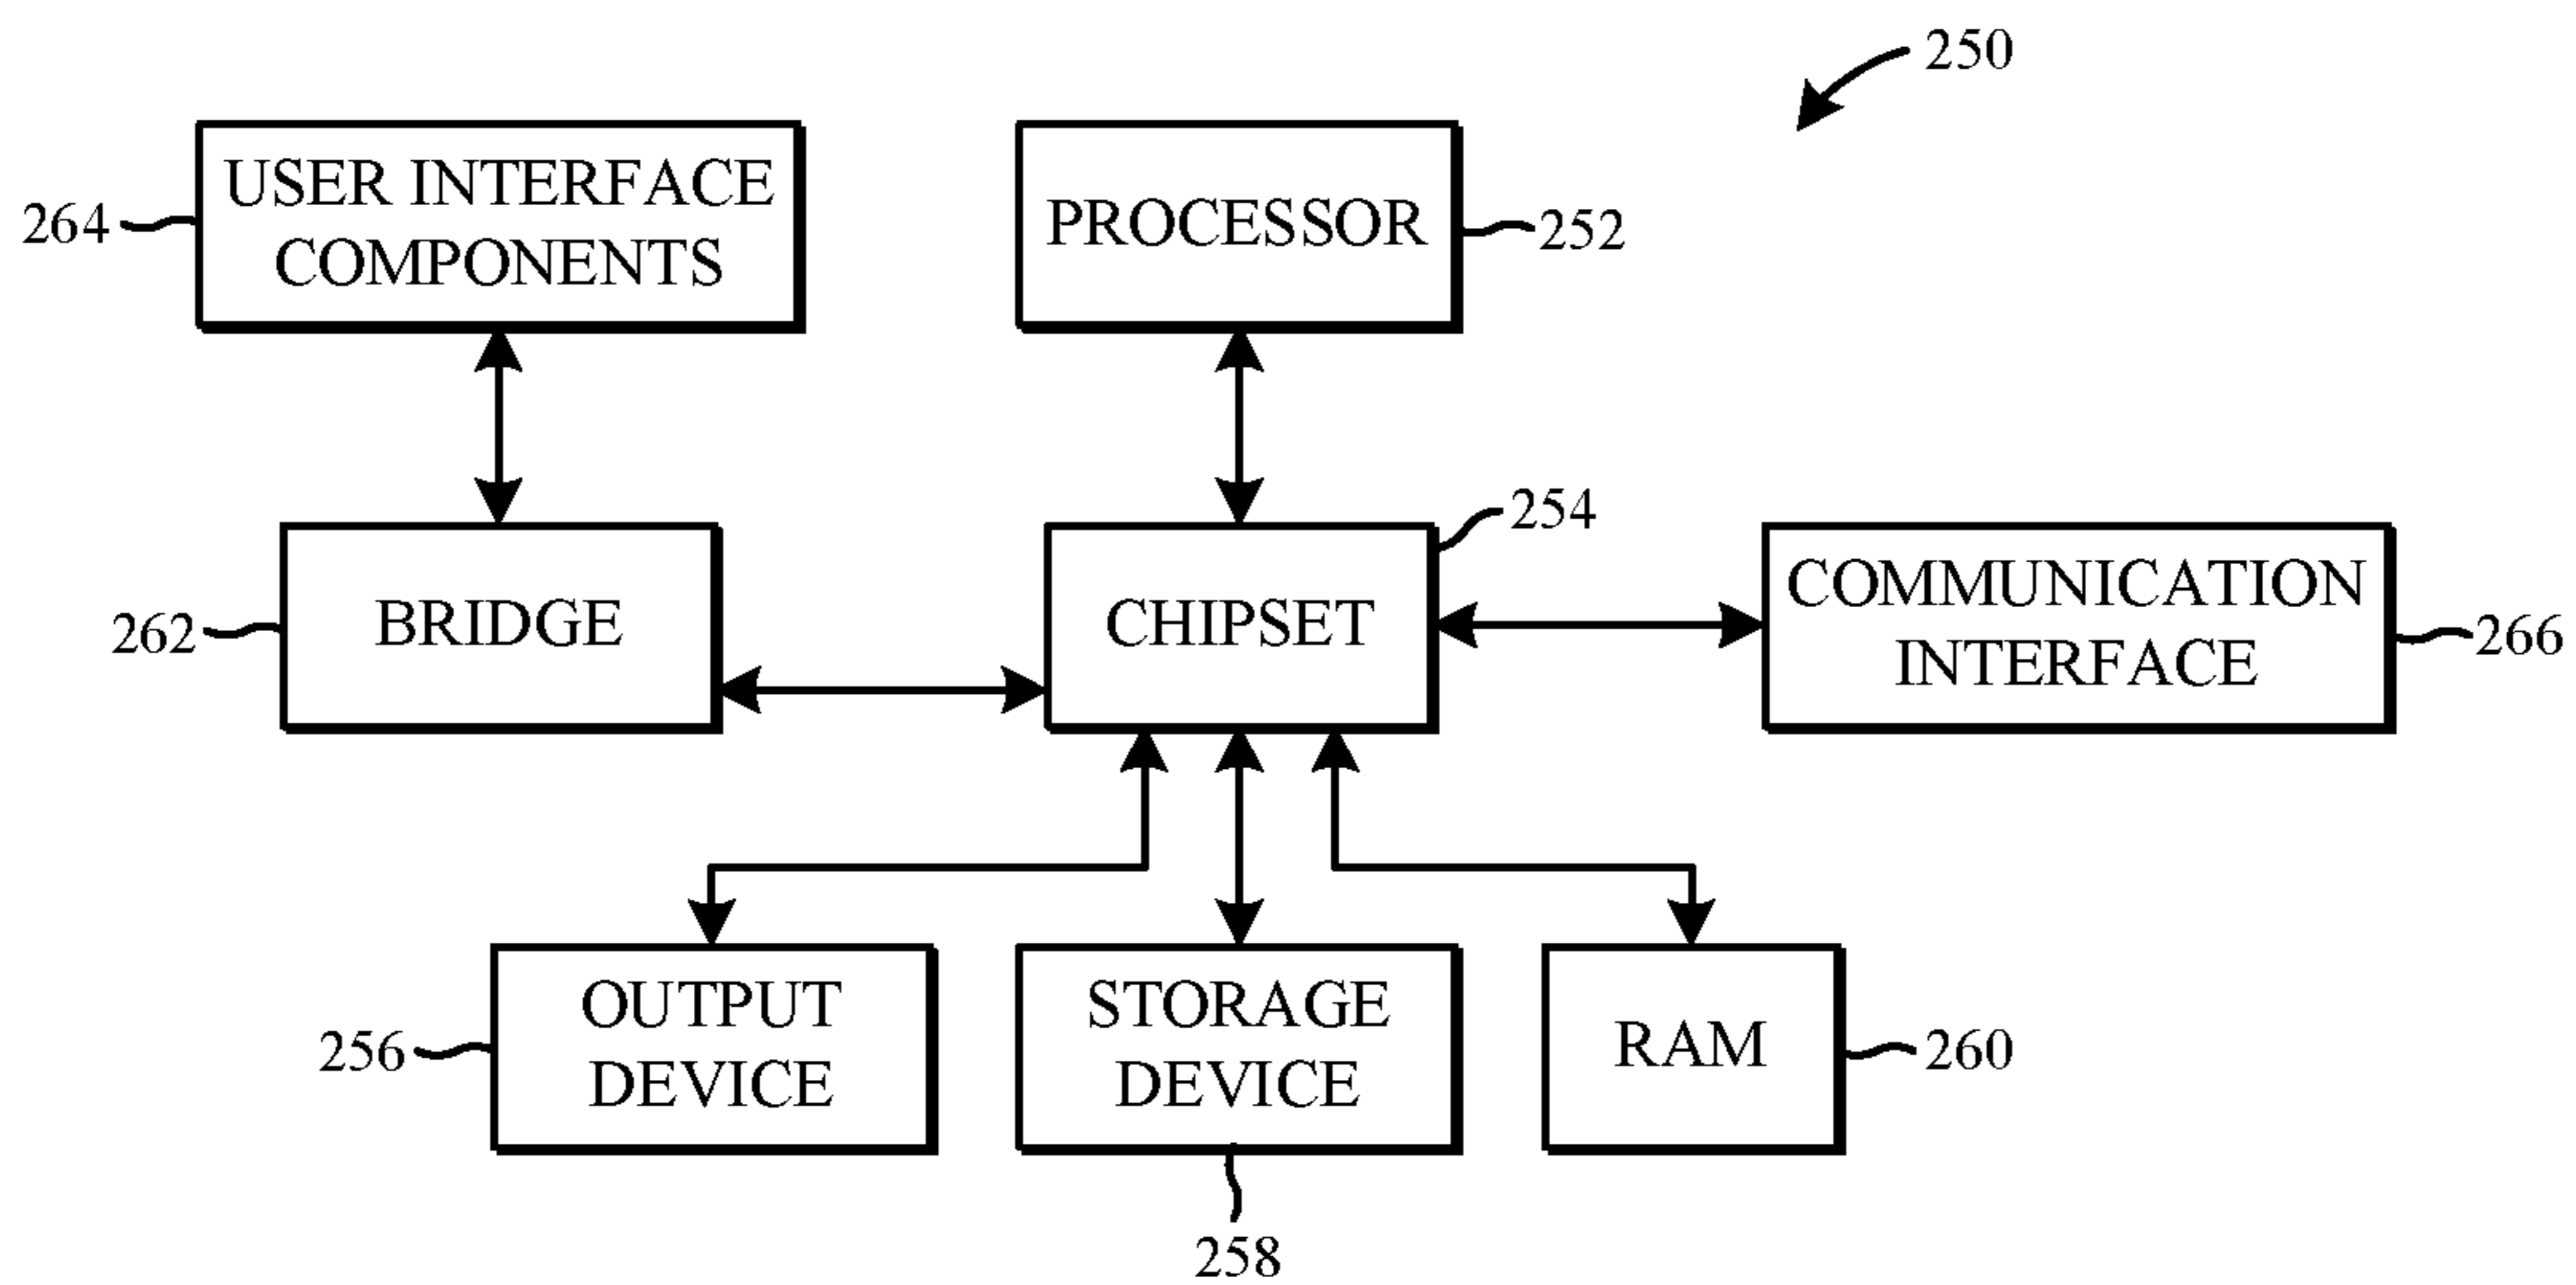 250
USER INTERFACE
COMPONENTS
264
PROCESSOR
252
254
BRIDGE
262
CHIPSET
COMMUNICATION
INTERFACE
266
OUTPUT
DEVICE
256
STORAGE
DEVICE
258
RAM
260